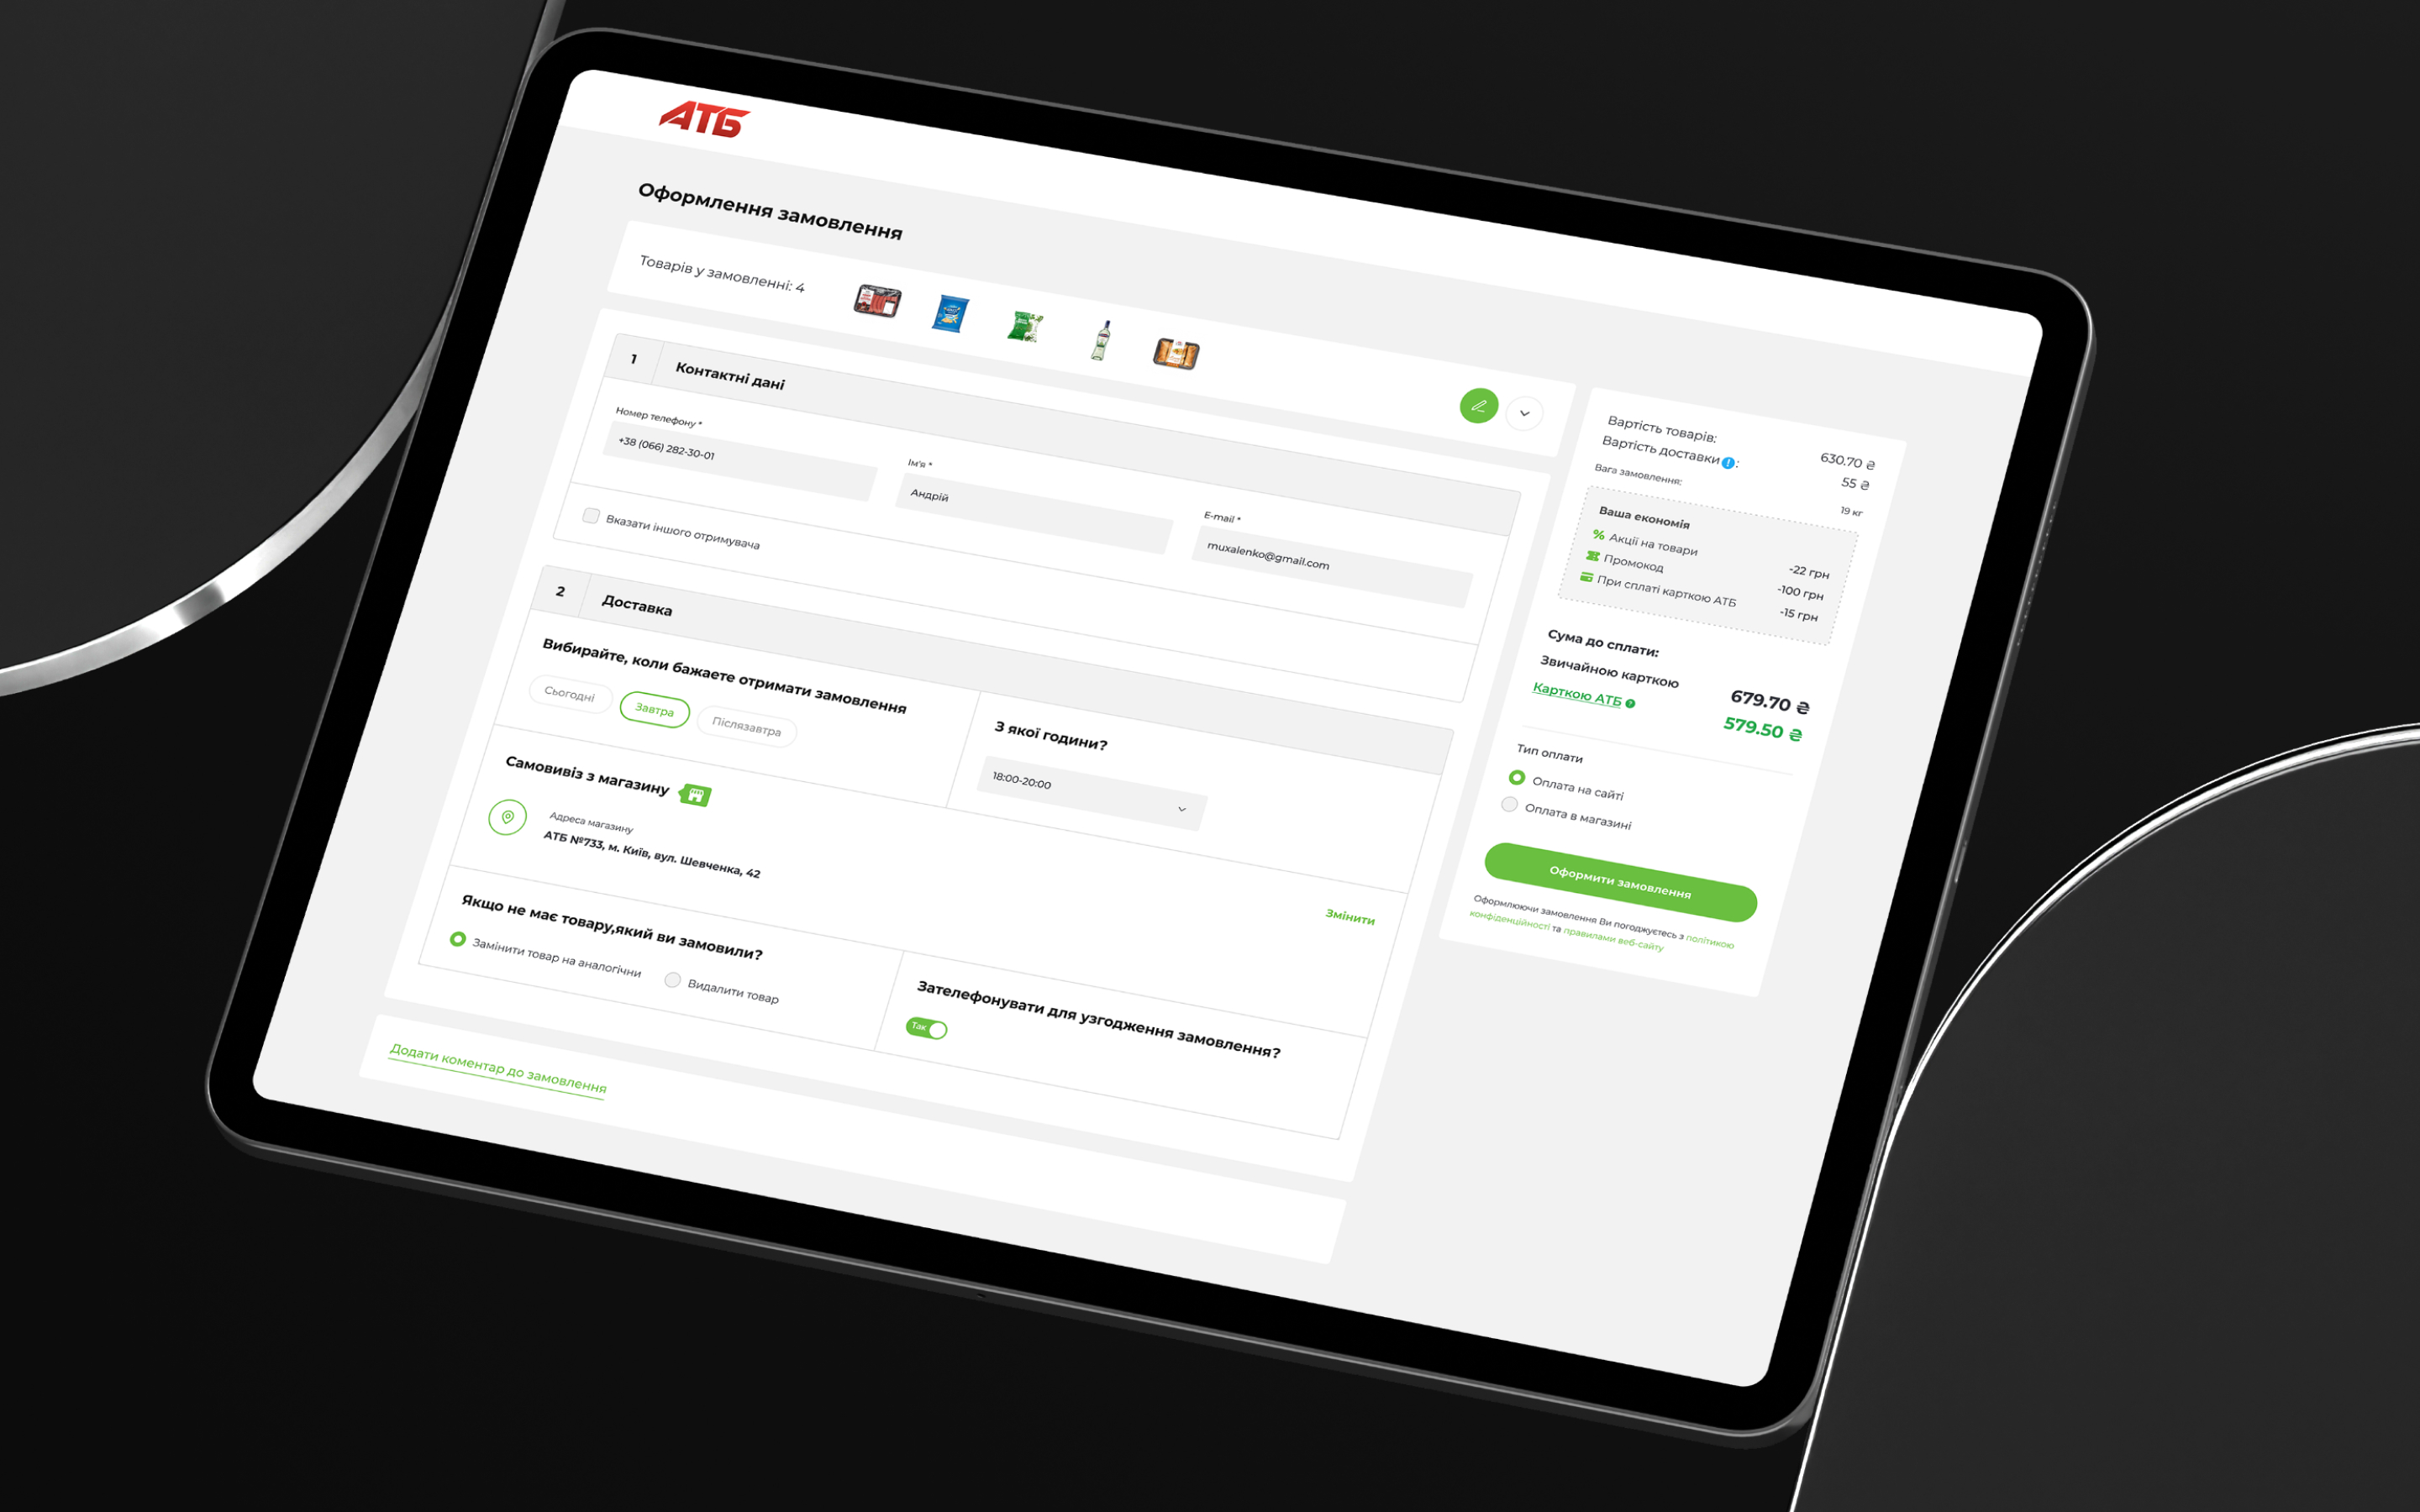 АТБ
Оформлення замовлення
Товарів у замовленні: 4
1
Контактні дані
Номер телефону *
+38 (066) 282-30-01
Ім'я *
Андрій
E-mail *
muxalenko@gmail.com
Вказати іншого отримувача
2
Доставка
Вибирайте, коли бажаете отримати замовлення
Сьогодні
Завтра
Післязавтра
З якої години?
18:00-20:00
Самовивіз з магазину
Адреса магазину
АТБ №733, м. Київ, вул. Шевченка, 42
Змінити
Якщо не має товару,який ви замовили?
Замінити товар на аналогічни
Видалити товар
Зателефонувати для узгодження замовлення?
Так
Додати коментар до замовлення
Вартість товарів:
630.70 ₴
Вартість доставки ! :
55 ₴
Вага замовлення:
19 кг
Ваша економія
% Акції на товари
-22 грн
Промокод
-100 грн
При сплаті карткою АТБ
-15 грн
Сума до сплати:
Звичайною карткою
679.70 ₴
Карткою АТБ ?
579.50 ₴
Тип оплати
Оплата на сайті
Оплата в магазині
Оформити замовлення
Оформлюючи замовлення Ви погоджуєтесь з політикою
конфіденційності та правилами веб-сайту